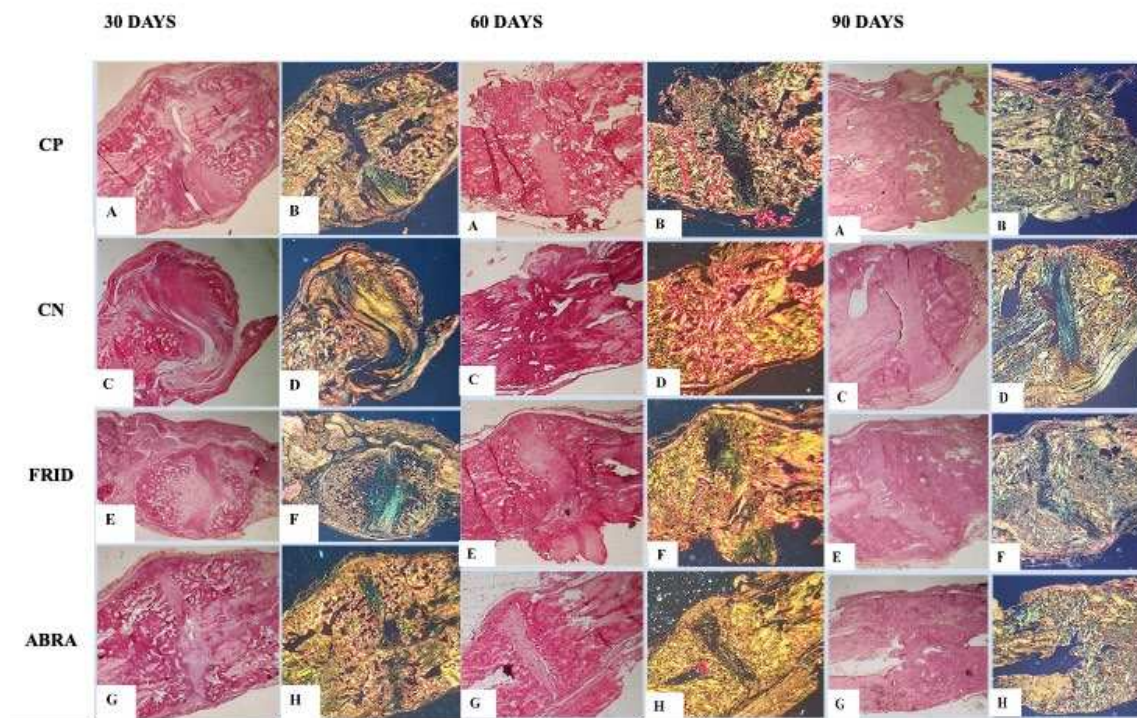 30 DAYS 60 DAYS 90 DAYS
CP
A B A B A B
CN
C D C D C D
FRID
E F E F E F
ABRA
G H G H G H